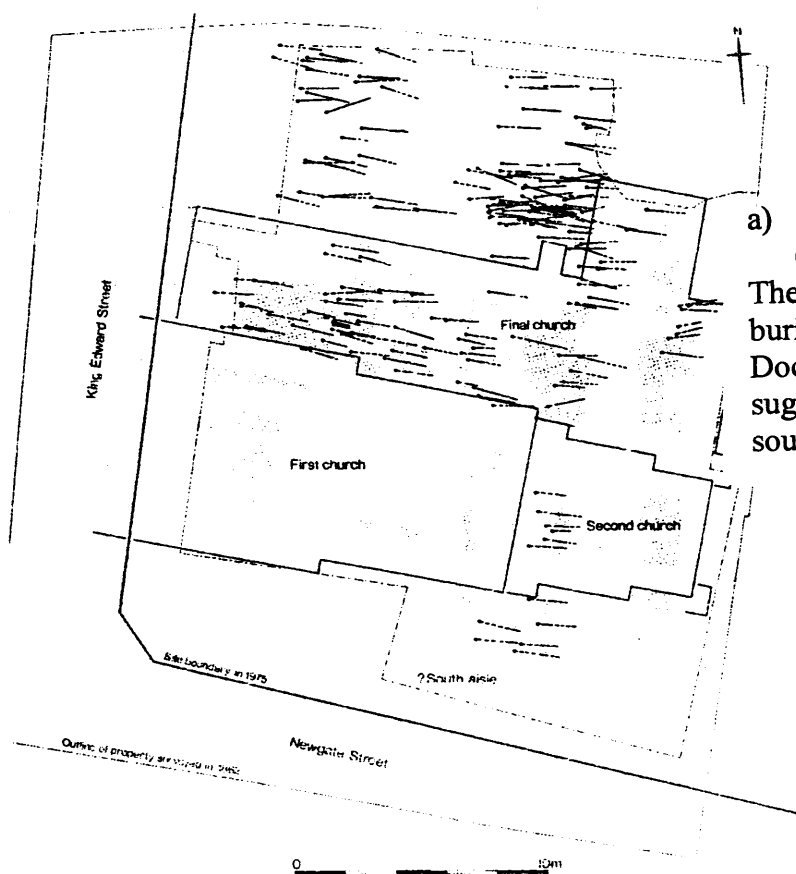 N
a)
The
buri
Doc
sug
sou
King Edward Street
Final church
First church
Second church
?South aisle
Site boundary in 1975
Newgate Street
Outline of property surveyed in
0 10m